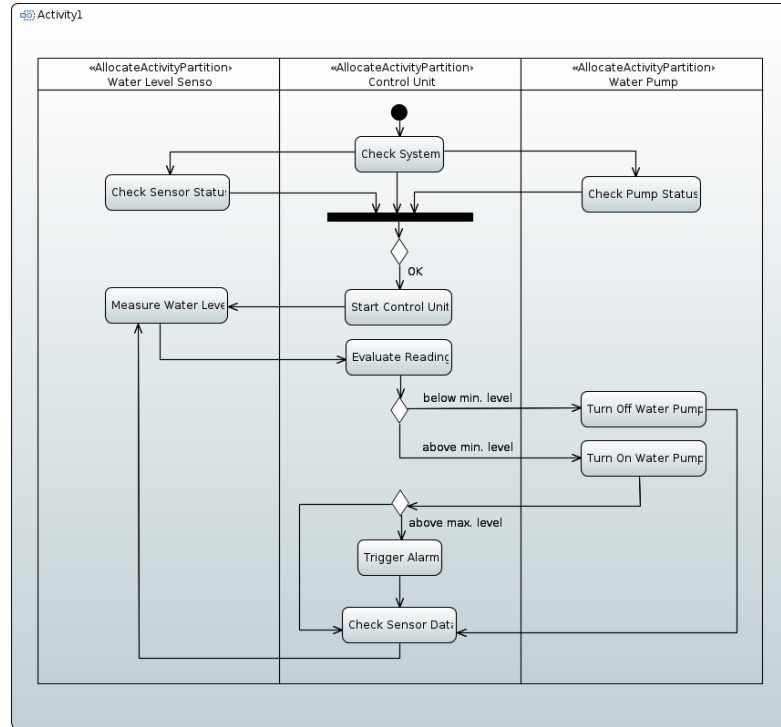 Activity1
«AllocateActivityPartition»
Water Level Senso
«AllocateActivityPartition»
Control Unit
«AllocateActivityPartition»
Water Pump
Check System
Check Sensor Status
Check Pump Status
OK
Measure Water Leve
Start Control Unit
Evaluate Reading
below min. level
Turn Off Water Pump
above min. level
Turn On Water Pump
above max. level
Trigger Alarm
Check Sensor Data